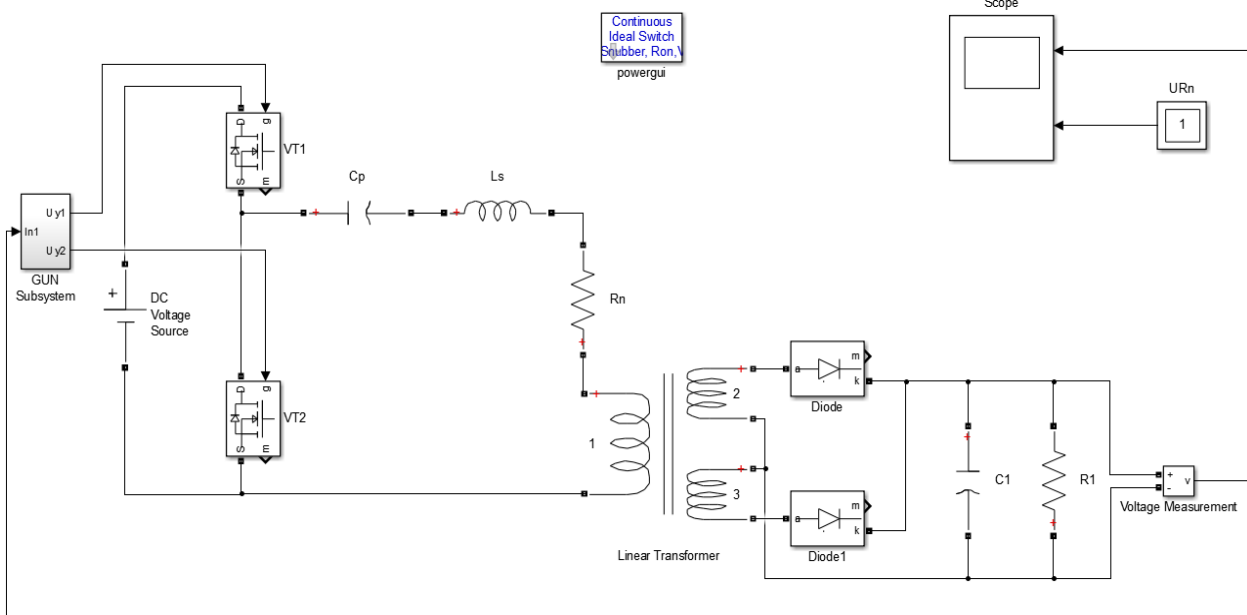 Scope
Continuous
Ideal Switch
Snubber, Ron,V
powergui
URn
1
D
g
VT1
S
m
Cp
Ls
Uy1
In1
Uy2
GUN
Subsystem
+
DC
Voltage
Source
Rn
D
g
VT2
S
m
1
2
3
Linear Transformer
a
m
k
Diode
a
m
k
Diode1
C1
R1
+
-
v
Voltage Measurement